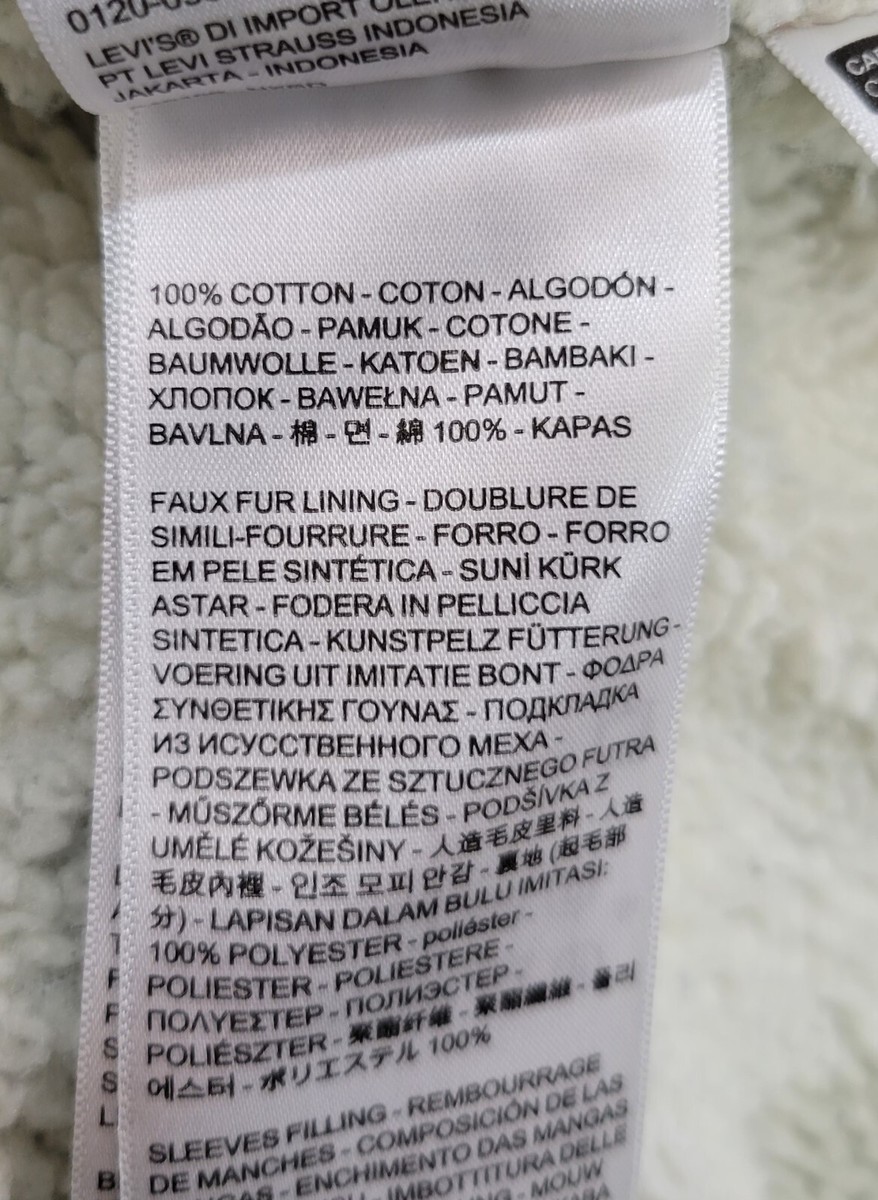 LEVI'S® DI IMPORT
PT LEVI STRAUSS INDONESIA
JAKARTA - INDONESIA
100% COTTON - COTON - ALGODÓN -
ALGODÃO - PAMUK - COTONE -
BAUMWOLLE - KATOEN - BAMBAKI -
ХЛОПОК - BAWEŁNA - PAMUT -
BAVLNA - 棉 - 면 - 綿 100% - KAPAS
FAUX FUR LINING - DOUBLURE DE
SIMILI-FOURRURE - FORRO - FORRO
EM PELE SINTÉTICA - SUNİ KÜRK
ASTAR - FODERA IN PELLICCIA
SINTETICA - KUNSTPELZ FÜTTERUNG -
VOERING UIT IMITATIE BONT - ΦΟΔΡΑ
ΣΥΝΘΕΤΙΚΗΣ ΓΟΥΝΑΣ - ПОДКЛАДКА
ИЗ ИСУССТВЕННОГО МЕХА -
PODSZEWKA ZE SZTUCZNEGO FUTRA
- MŰSZŐRME BÉLÉS - PODŠÍVKA Z
UMĚLÉ KOŽEŠINY - 人造毛皮里料 - 人造
毛皮內裡 - 인조 모피 안감 - 裏地 (起毛部
分) - LAPISAN DALAM BULU IMITASI:
100% POLYESTER - poliéster -
POLIESTER - POLIESTERE -
ΠΟΛΥΕΣΤΕΡ - ПОЛИЭСТЕР -
POLIÉSZTER - 聚酯纤维 - 聚酯纖維 - 폴리
에스터 - ポリエステル 100%
SLEEVES FILLING - REMBOURRAGE
DE MANCHES - COMPOSICIÓN DE LAS
MANGAS - ENCHIMENTO DAS MANGAS
IMBOTTITURA DELLE
MOUW